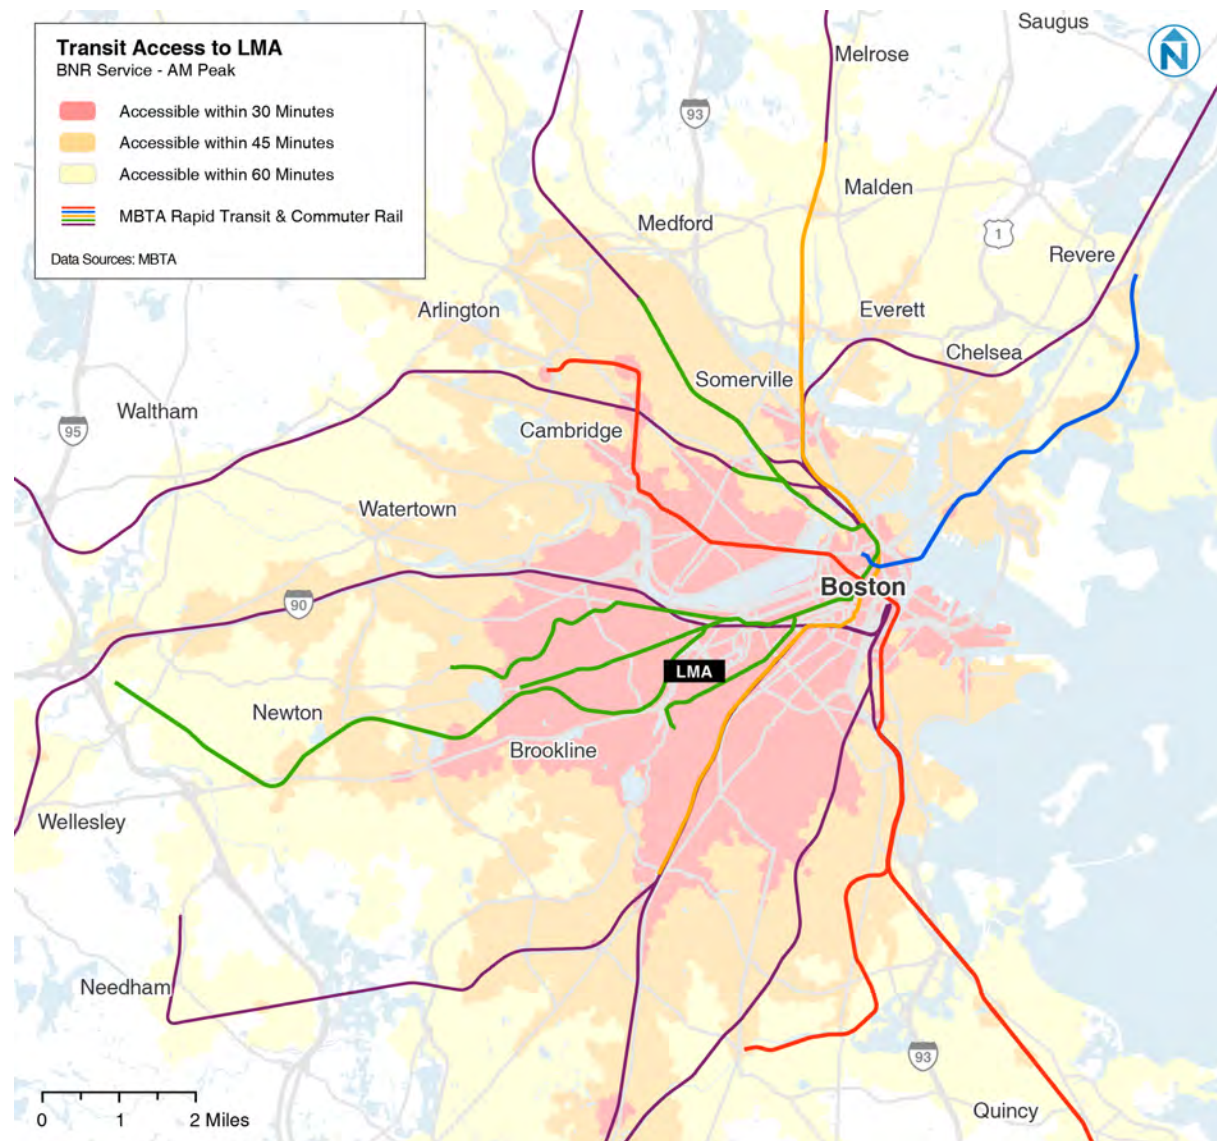 Transit Access to LMA
BNR Service - AM Peak
Accessible within 30 Minutes
Accessible within 45 Minutes
Accessible within 60 Minutes
MBTA Rapid Transit & Commuter Rail
Data Sources: MBTA
Saugus
N
Melrose
93
Malden
Medford
1
Revere
Arlington
Everett
Chelsea
Somerville
Waltham
95
Cambridge
Watertown
Boston
90
LMA
Newton
Brookline
Wellesley
Needham
93
Quincy
0 1 2 Miles